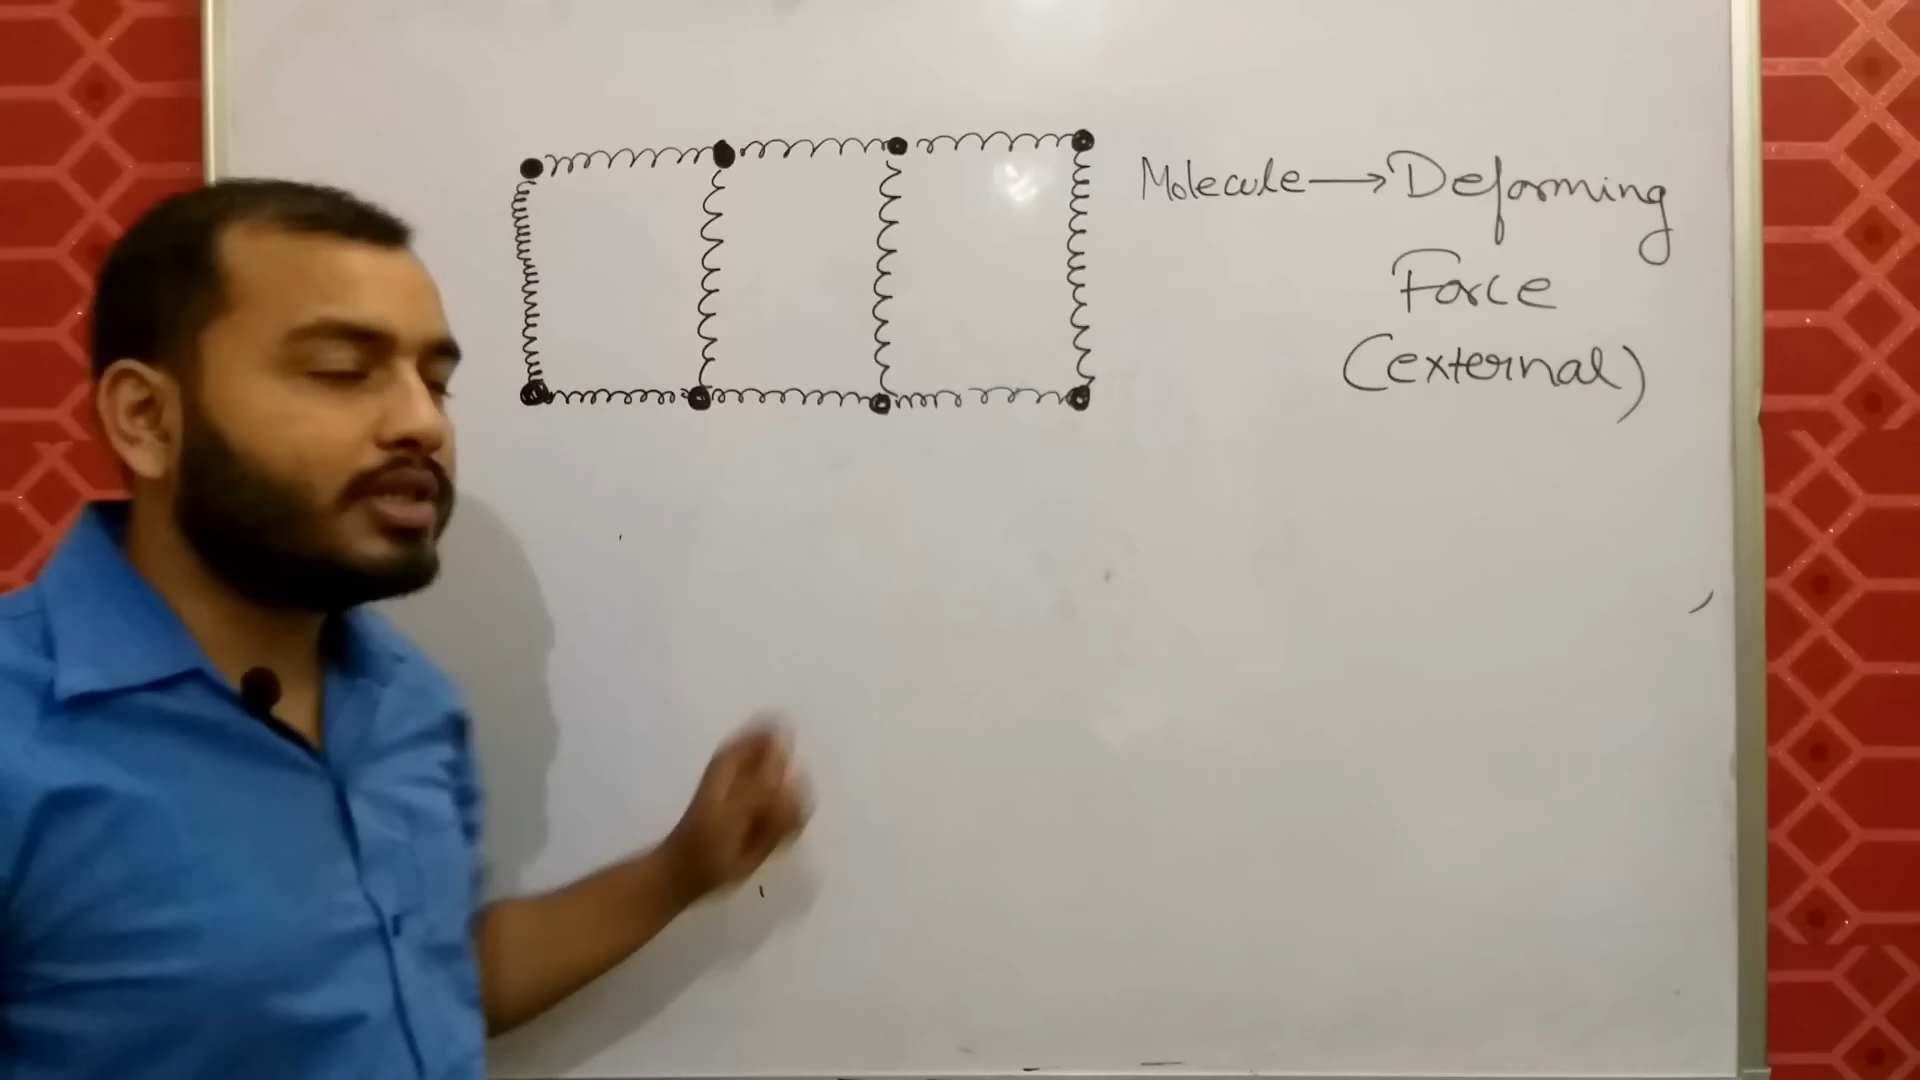 Molecule → Deforming
Force
(external)